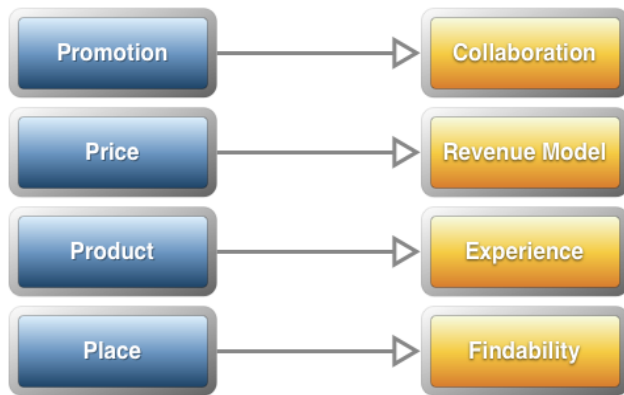 Promotion
Collaboration
Price
Revenue Model
Product
Experience
Place
Findability